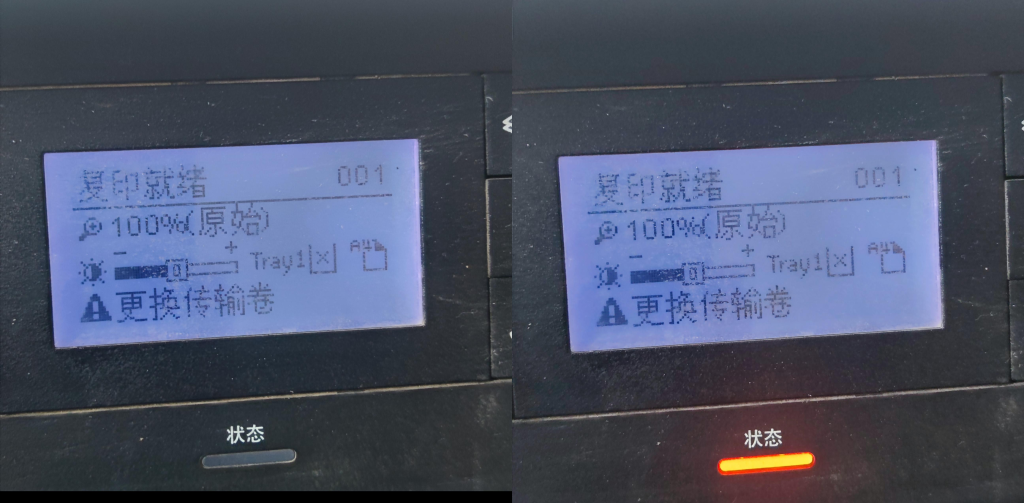 复印就绪 001
100%(原始)
- +
Tray1 A4
更换传输卷
状态
复印就绪 001
100%(原始)
- +
Tray1 A4
更换传输卷
状态